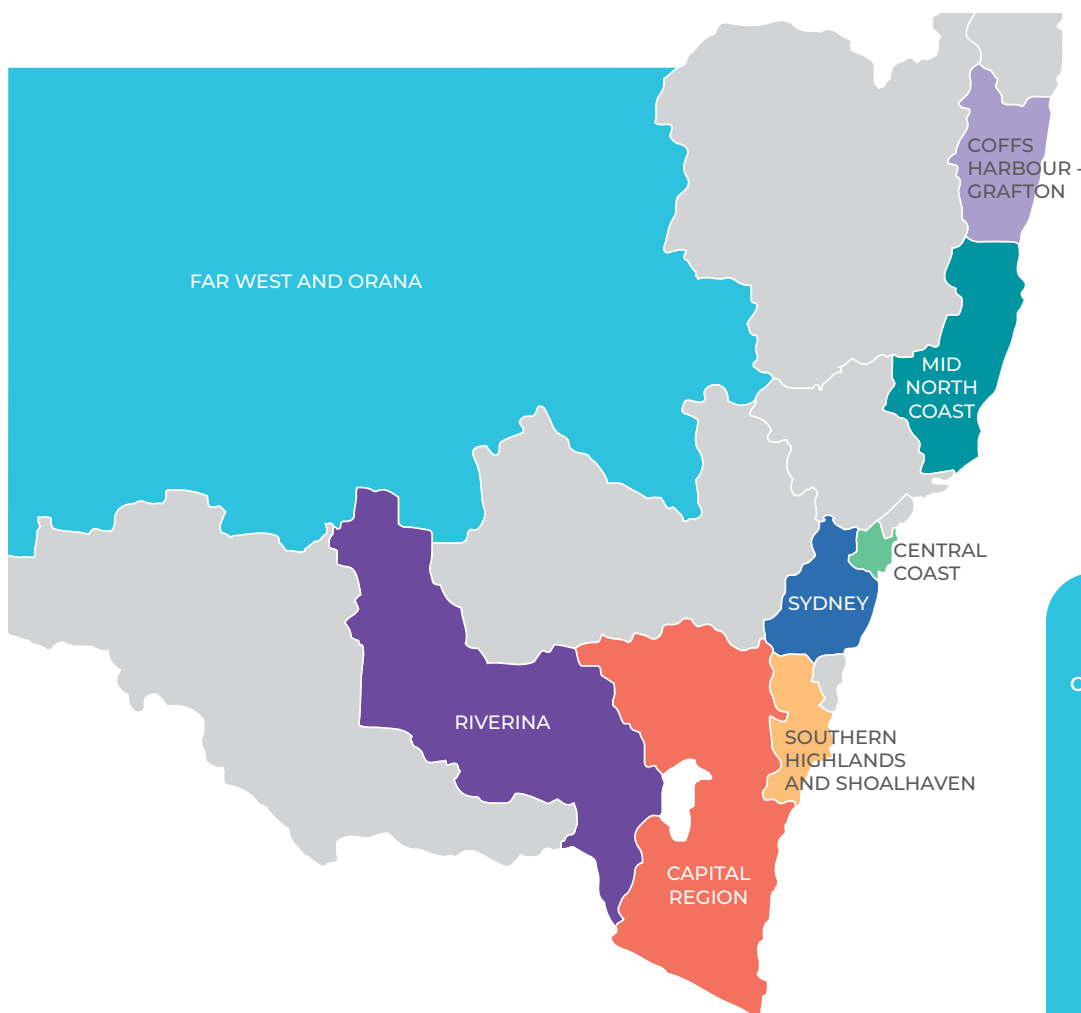 COFFS
HARBOUR -
GRAFTON
FAR WEST AND ORANA
MID
NORTH
COAST
CENTRAL
COAST
SYDNEY
RIVERINA
SOUTHERN
HIGHLANDS
AND SHOALHAVEN
CAPITAL
REGION